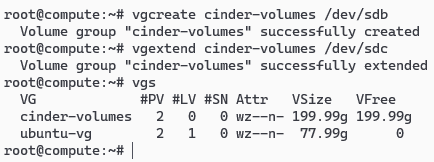 root@compute:~# vgcreate cinder-volumes /dev/sdb
  Volume group "cinder-volumes" successfully created
root@compute:~# vgextend cinder-volumes /dev/sdc
  Volume group "cinder-volumes" successfully extended
root@compute:~# vgs
  VG             #PV #LV #SN Attr   VSize   VFree
  cinder-volumes   2   0   0 wz--n- 199.99g 199.99g
  ubuntu-vg        2   1   0 wz--n-  77.99g      0
root@compute:~#